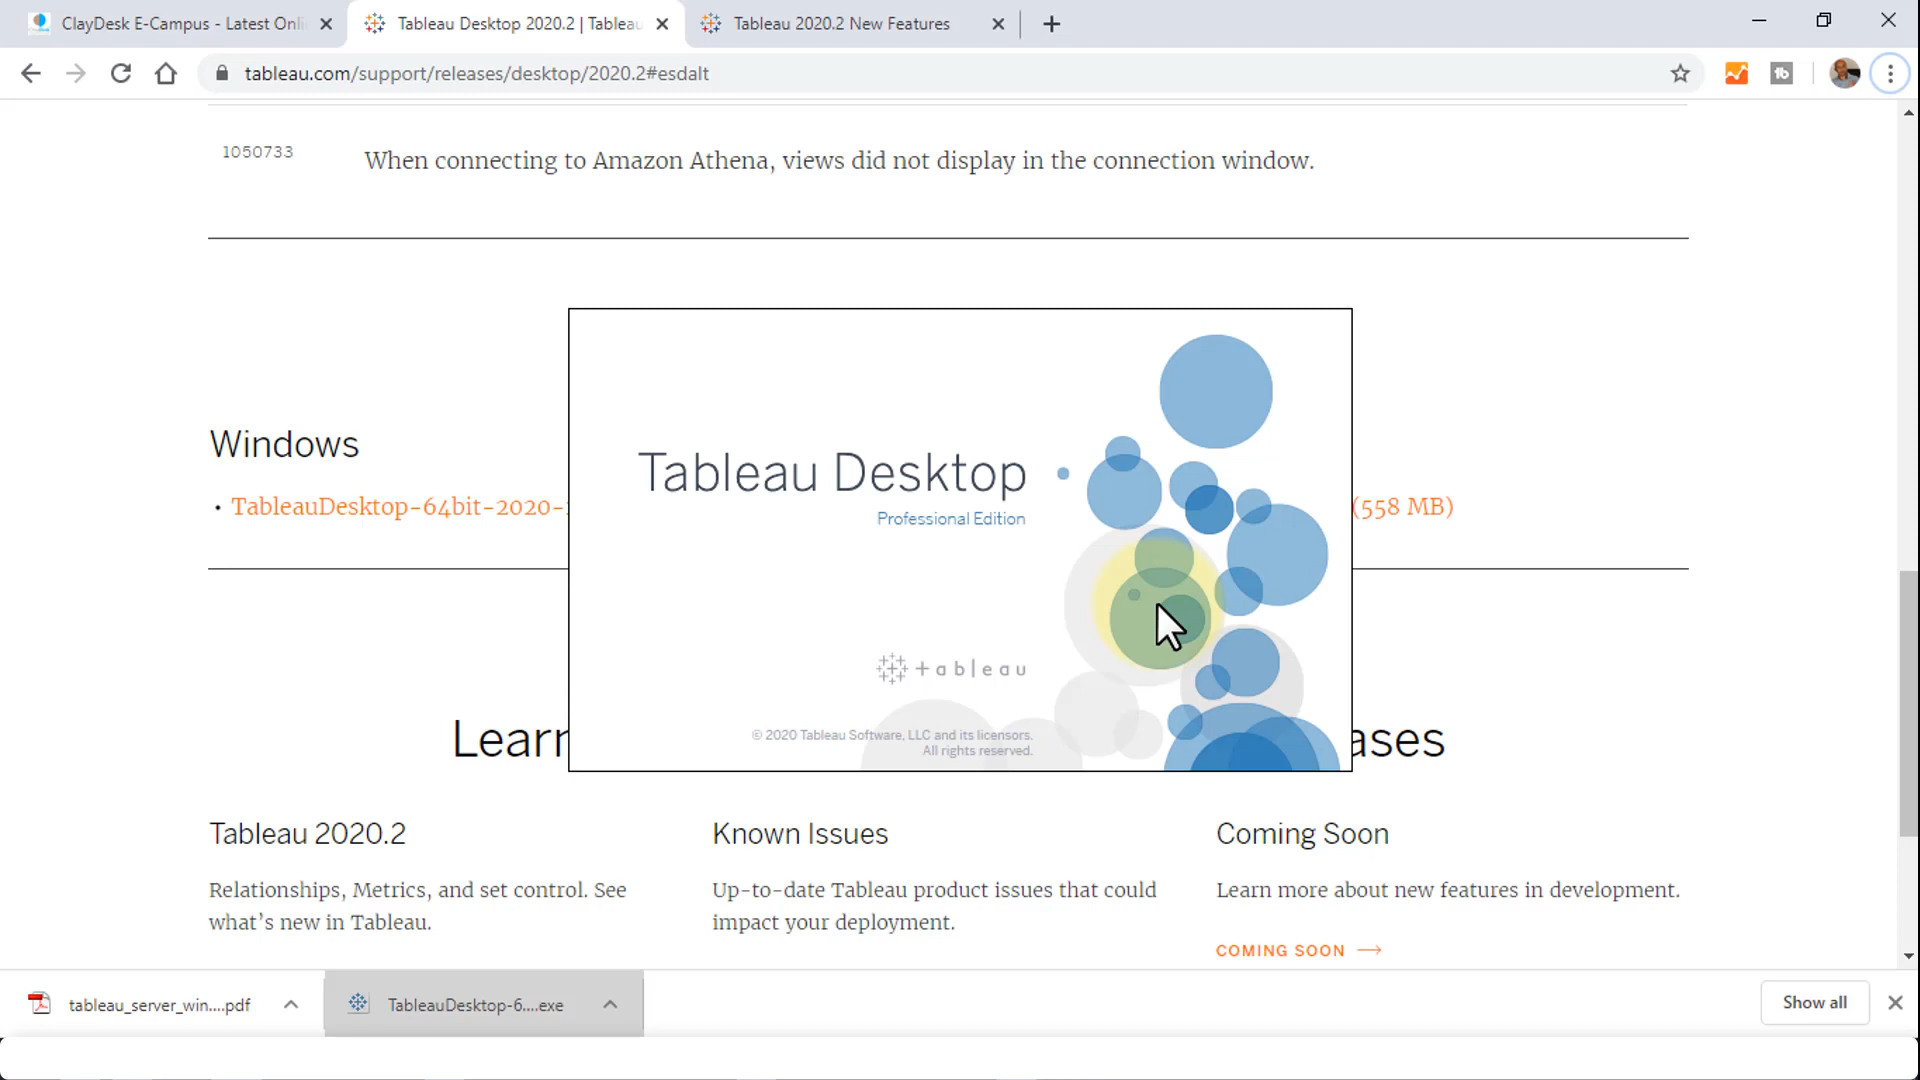 ClayDesk E-Campus - Latest Onli
Tableau Desktop 2020.2 | Tableau
Tableau 2020.2 New Features
tableau.com/support/releases/desktop/2020.2#esdalt
1050733
When connecting to Amazon Athena, views did not display in the connection window.
Windows
• TableauDesktop-64bit-2020-
(558 MB)
Tableau Desktop
Professional Edition
+ableau
© 2020 Tableau Software, LLC and its licensors.
All rights reserved.
Learn
ases
Tableau 2020.2
Relationships, Metrics, and set control. See
what's new in Tableau.
Known Issues
Up-to-date Tableau product issues that could
impact your deployment.
Coming Soon
Learn more about new features in development.
COMING SOON →
tableau_server_win....pdf
TableauDesktop-6....exe
Show all